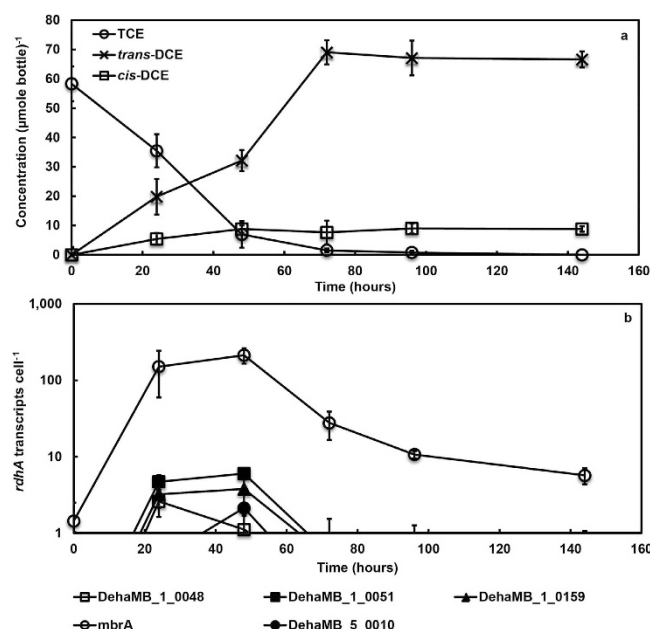 80
70
60
50
40
30
20
10
0
Concentration (µmole bottle)⁻¹
TCE
trans-DCE
cis-DCE
a
0 20 40 60 80 100 120 140 160
Time (hours)
1,000
100
10
1
rdhA transcripts cell⁻¹
b
0 20 40 60 80 100 120 140 160
Time (hours)
DehaMB_1_0048 DehaMB_1_0051 DehaMB_1_0159
mbrA DehaMB_5_0010